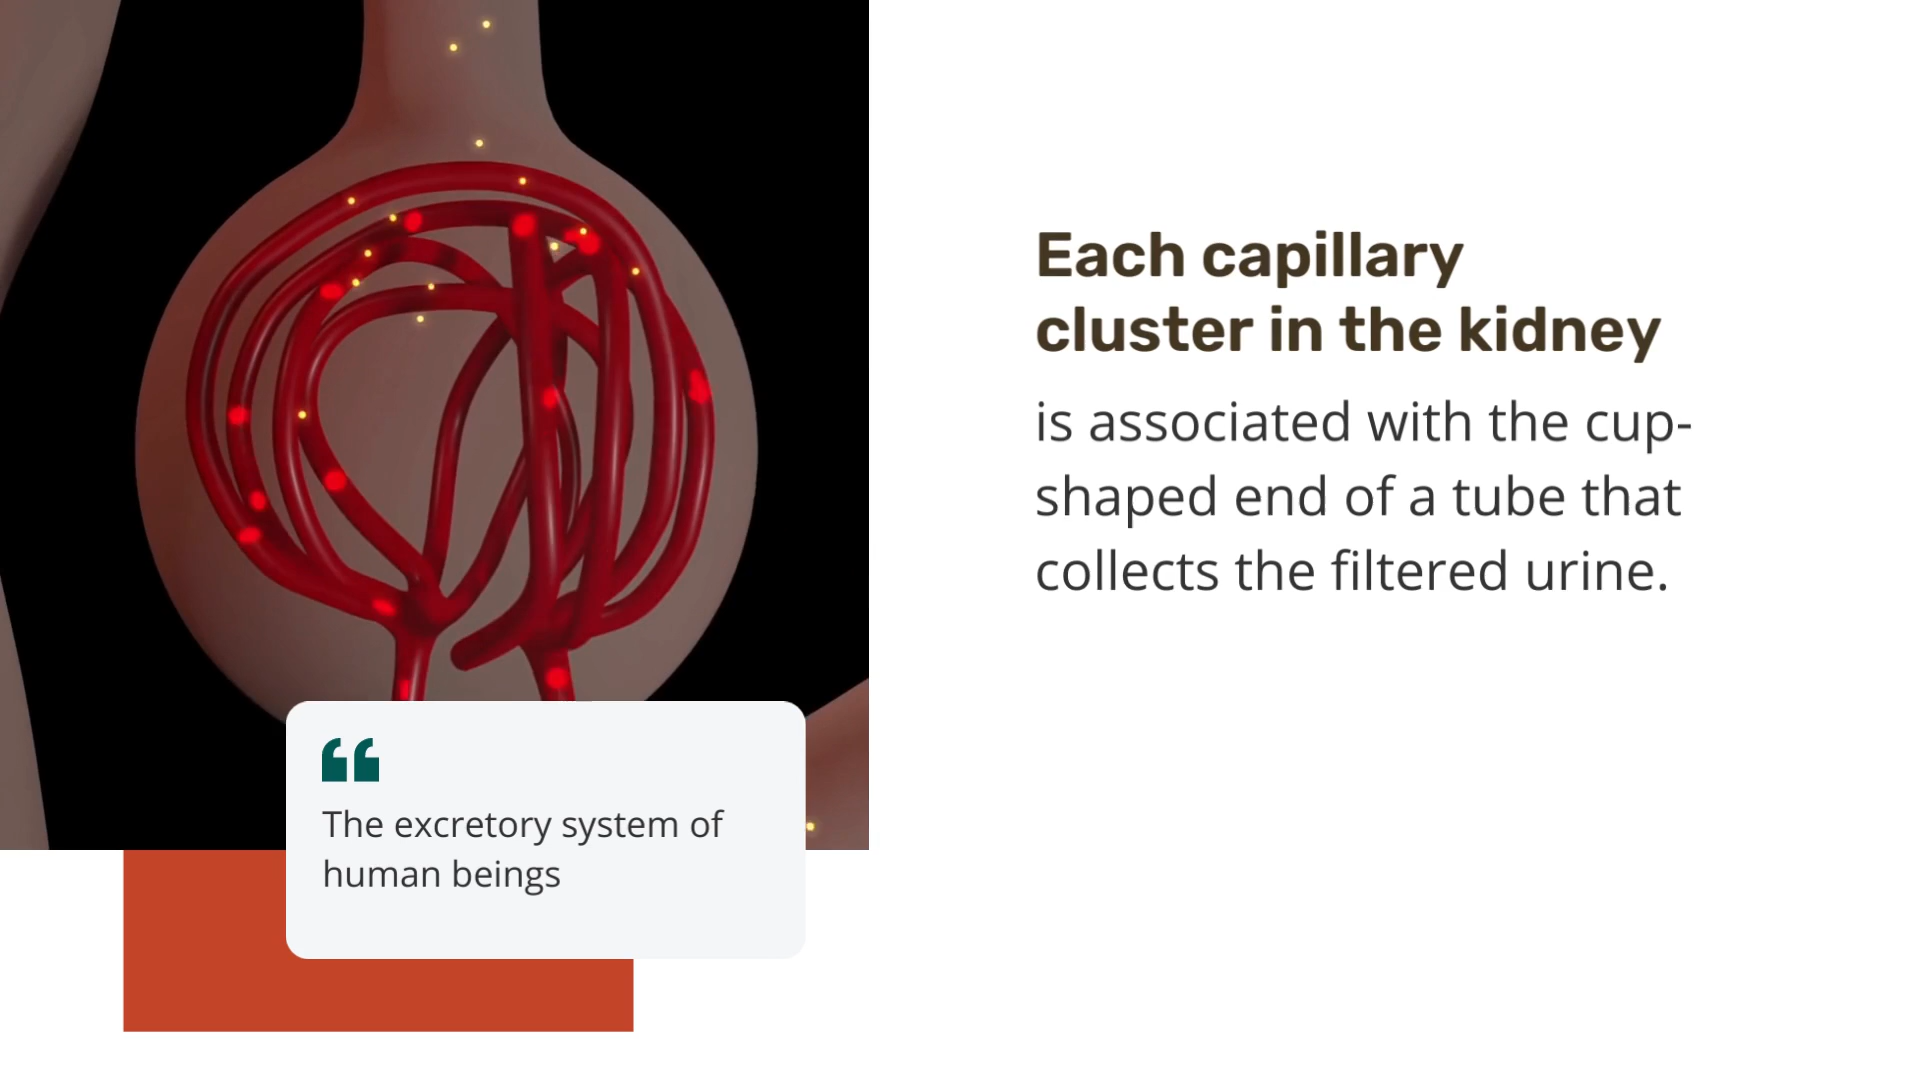 Each capillary
cluster in the kidney
is associated with the cup-
shaped end of a tube that
collects the filtered urine.
“
The excretory system of
human beings